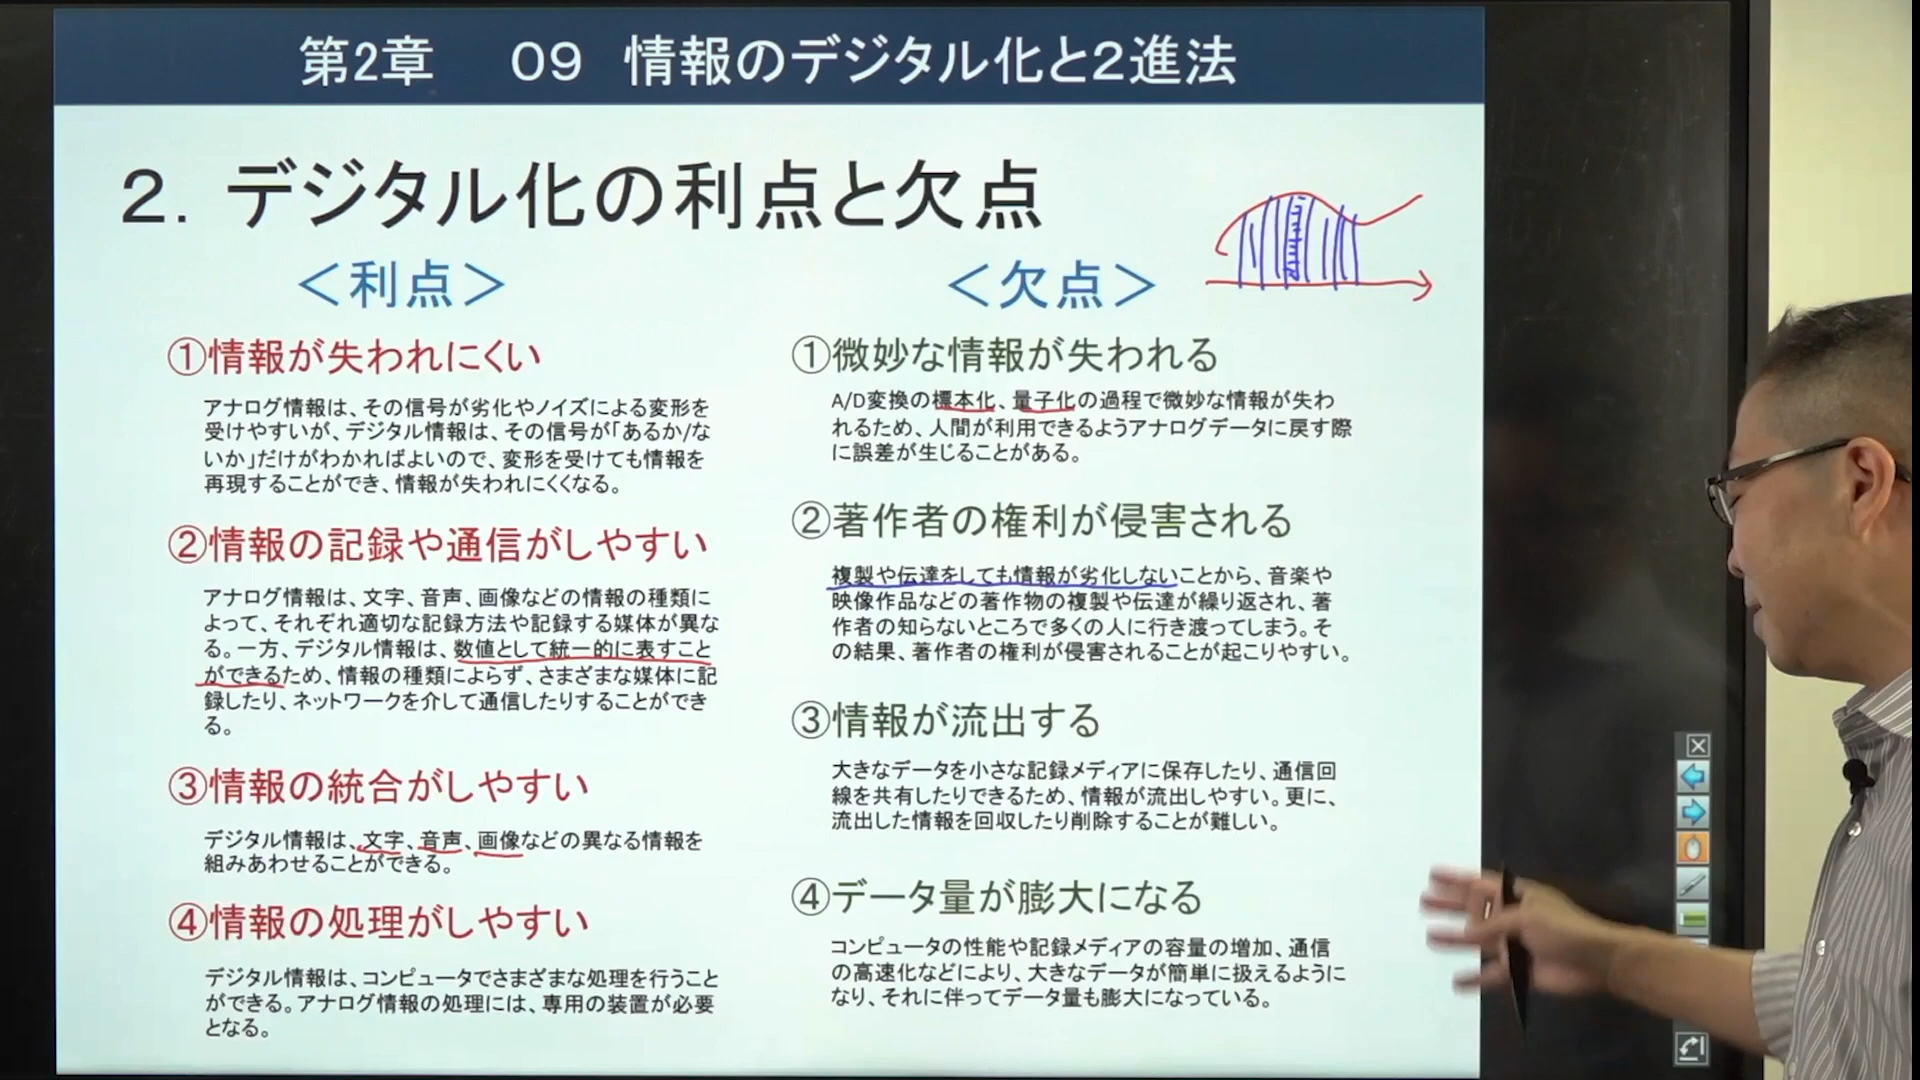 第2章 09 情報のデジタル化と2進法
2. デジタル化の利点と欠点
＜利点＞
①情報が失われにくい
アナログ情報は、その信号が劣化やノイズによる変形を
受けやすいが、デジタル情報は、その信号が「あるか/な
いか」だけがわかればよいので、変形を受けても情報を
再現することができ、情報が失われにくくなる。
②情報の記録や通信がしやすい
アナログ情報は、文字、音声、画像などの情報の種類に
よって、それぞれ適切な記録方法や記録する媒体が異な
る。一方、デジタル情報は、数値として統一的に表すこと
ができるため、情報の種類によらず、さまざまな媒体に記
録したり、ネットワークを介して通信したりすることができ
る。
③情報の統合がしやすい
デジタル情報は、文字、音声、画像などの異なる情報を
組みあわせることができる。
④情報の処理がしやすい
デジタル情報は、コンピュータでさまざまな処理を行うこと
ができる。アナログ情報の処理には、専用の装置が必要
となる。
＜欠点＞
①微妙な情報が失われる
A/D変換の標本化、量子化の過程で微妙な情報が失わ
れるため、人間が利用できるようアナログデータに戻す際
に誤差が生じることがある。
②著作者の権利が侵害される
複製や伝達をしても情報が劣化しないことから、音楽や
映像作品などの著作物の複製や伝達が繰り返され、著
作者の知らないところで多くの人に行き渡ってしまう。そ
の結果、著作者の権利が侵害されることが起こりやすい。
③情報が流出する
大きなデータを小さな記録メディアに保存したり、通信回
線を共有したりできるため、情報が流出しやすい。更に、
流出した情報を回収したり削除することが難しい。
④データ量が膨大になる
コンピュータの性能や記録メディアの容量の増加、通信
の高速化などにより、大きなデータが簡単に扱えるように
なり、それに伴ってデータ量も膨大になっている。